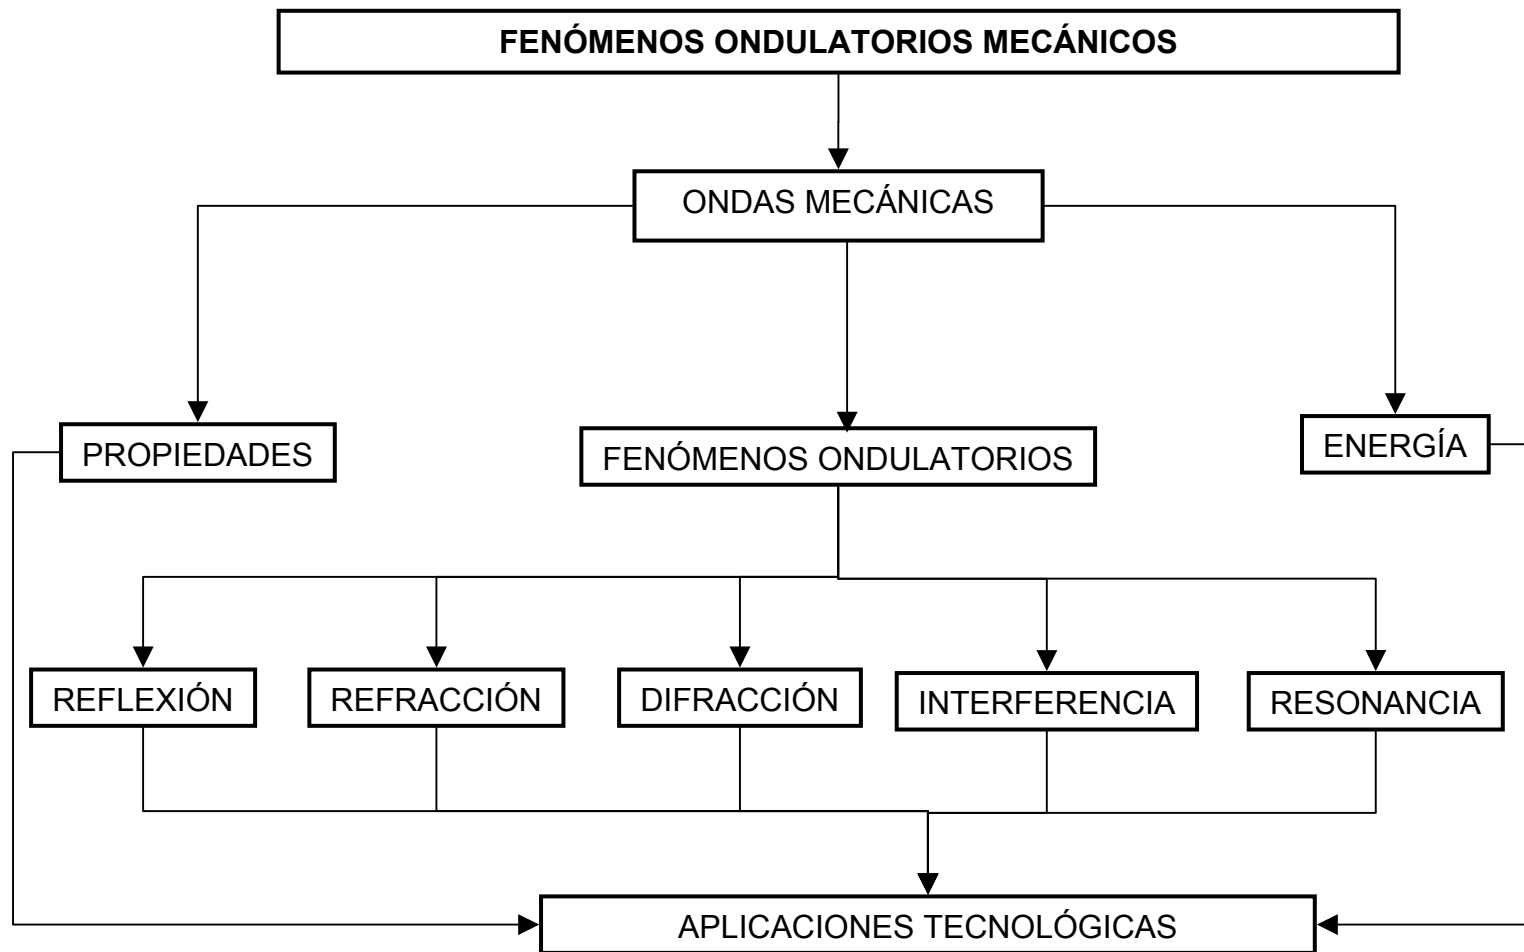 FENÓMENOS ONDULATORIOS MECÁNICOS
ONDAS MECÁNICAS
PROPIEDADES
FENÓMENOS ONDULATORIOS
ENERGÍA
REFLEXIÓN
REFRACCIÓN
DIFRACCIÓN
INTERFERENCIA
RESONANCIA
APLICACIONES TECNOLÓGICAS